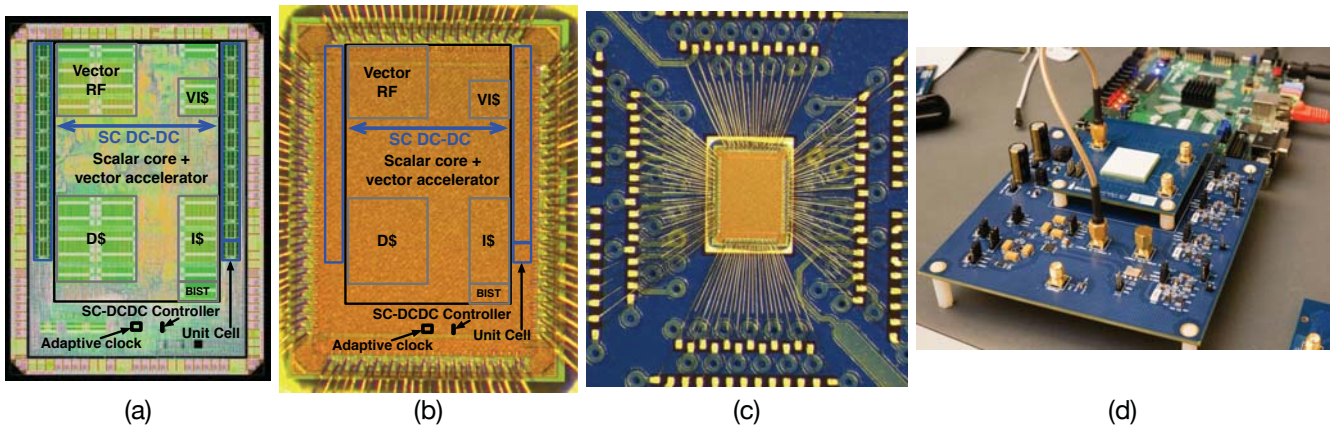 Vector
RF
VI$
SC DC-DC
Scalar core +
vector accelerator
D$
I$
BIST
SC-DCDC Controller
Adaptive clock
Unit Cell
(a)
Vector
RF
VI$
SC DC-DC
Scalar core +
vector accelerator
D$
I$
BIST
SC-DCDC Controller
Adaptive clock
Unit Cell
(b)
(c)
(d)